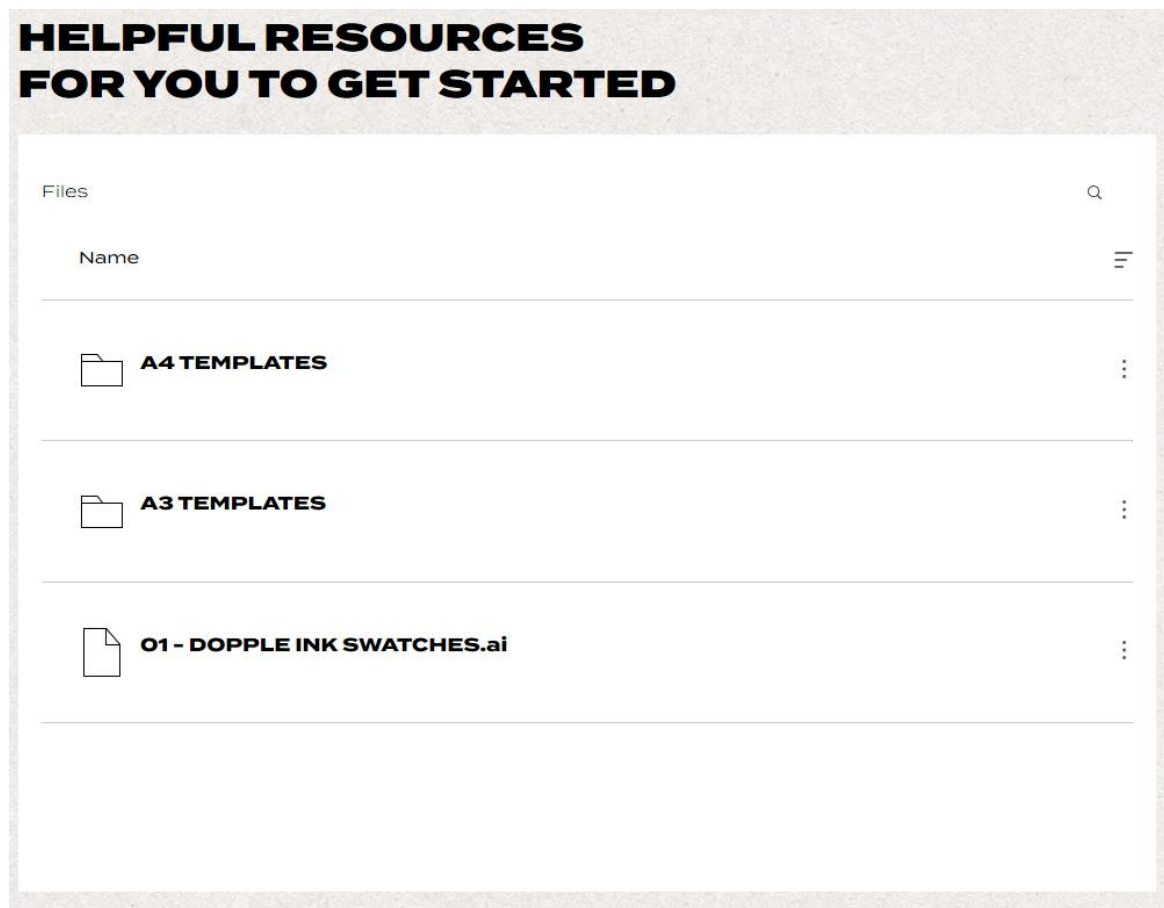 HELPFUL RESOURCES
FOR YOU TO GET STARTED
Files
Name
A4 TEMPLATES
A3 TEMPLATES
01 - DOPPLE INK SWATCHES.ai